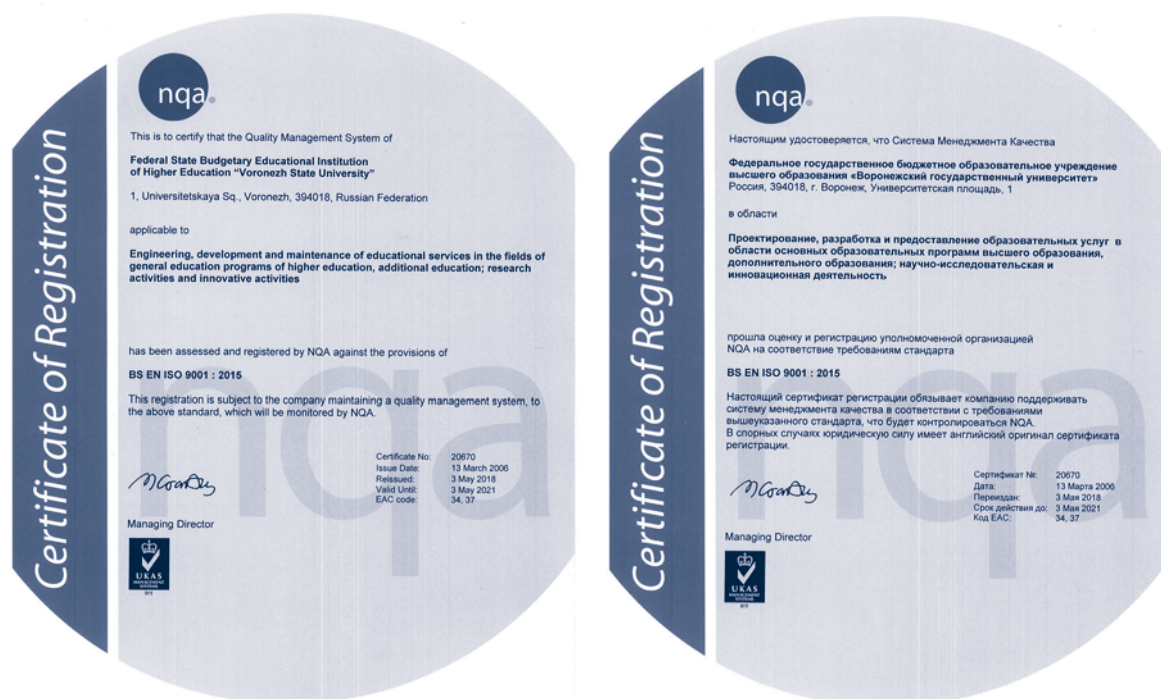 Certificate of Registration
nqa.
This is to certify that the Quality Management System of
Federal State Budgetary Educational Institution
of Higher Education “Voronezh State University”
1, Universitetskaya Sq., Voronezh, 394018, Russian Federation
applicable to
Engineering, development and maintenance of educational services in the fields of
general education programs of higher education, additional education; research
activities and innovative activities
has been assessed and registered by NQA against the provisions of
BS EN ISO 9001 : 2015
This registration is subject to the company maintaining a quality management system, to
the above standard, which will be monitored by NQA.
nqa
Certificate No: 20670
Issue Date: 13 March 2006
Reissued: 3 May 2018
Valid Until: 3 May 2021
EAC code: 34, 37
Managing Director
UKAS
MANAGEMENT
SYSTEMS
Certificate of Registration
nqa.
Настоящим удостоверяется, что Система Менеджмента Качества
Федеральное государственное бюджетное образовательное учреждение
высшего образования «Воронежский государственный университет»
Россия, 394018, г. Воронеж, Университетская площадь, 1
в области
Проектирование, разработка и предоставление образовательных услуг в
области основных образовательных программ высшего образования,
дополнительного образования; научно-исследовательская и
инновационная деятельность
прошла оценку и регистрацию уполномоченной организацией
NQA на соответствие требованиям стандарта
BS EN ISO 9001 : 2015
Настоящий сертификат регистрации обязывает компанию поддерживать
систему менеджмента качества в соответствии с требованиями
вышеуказанного стандарта, что будет контролироваться NQA.
В спорных случаях юридическую силу имеет английский оригинал сертификата
регистрации.
nqa
Сертификат №: 20670
Дата: 13 Марта 2006
Переиздан: 3 Мая 2018
Срок действия до: 3 Мая 2021
Код EAC: 34, 37
Managing Director
UKAS
MANAGEMENT
SYSTEMS